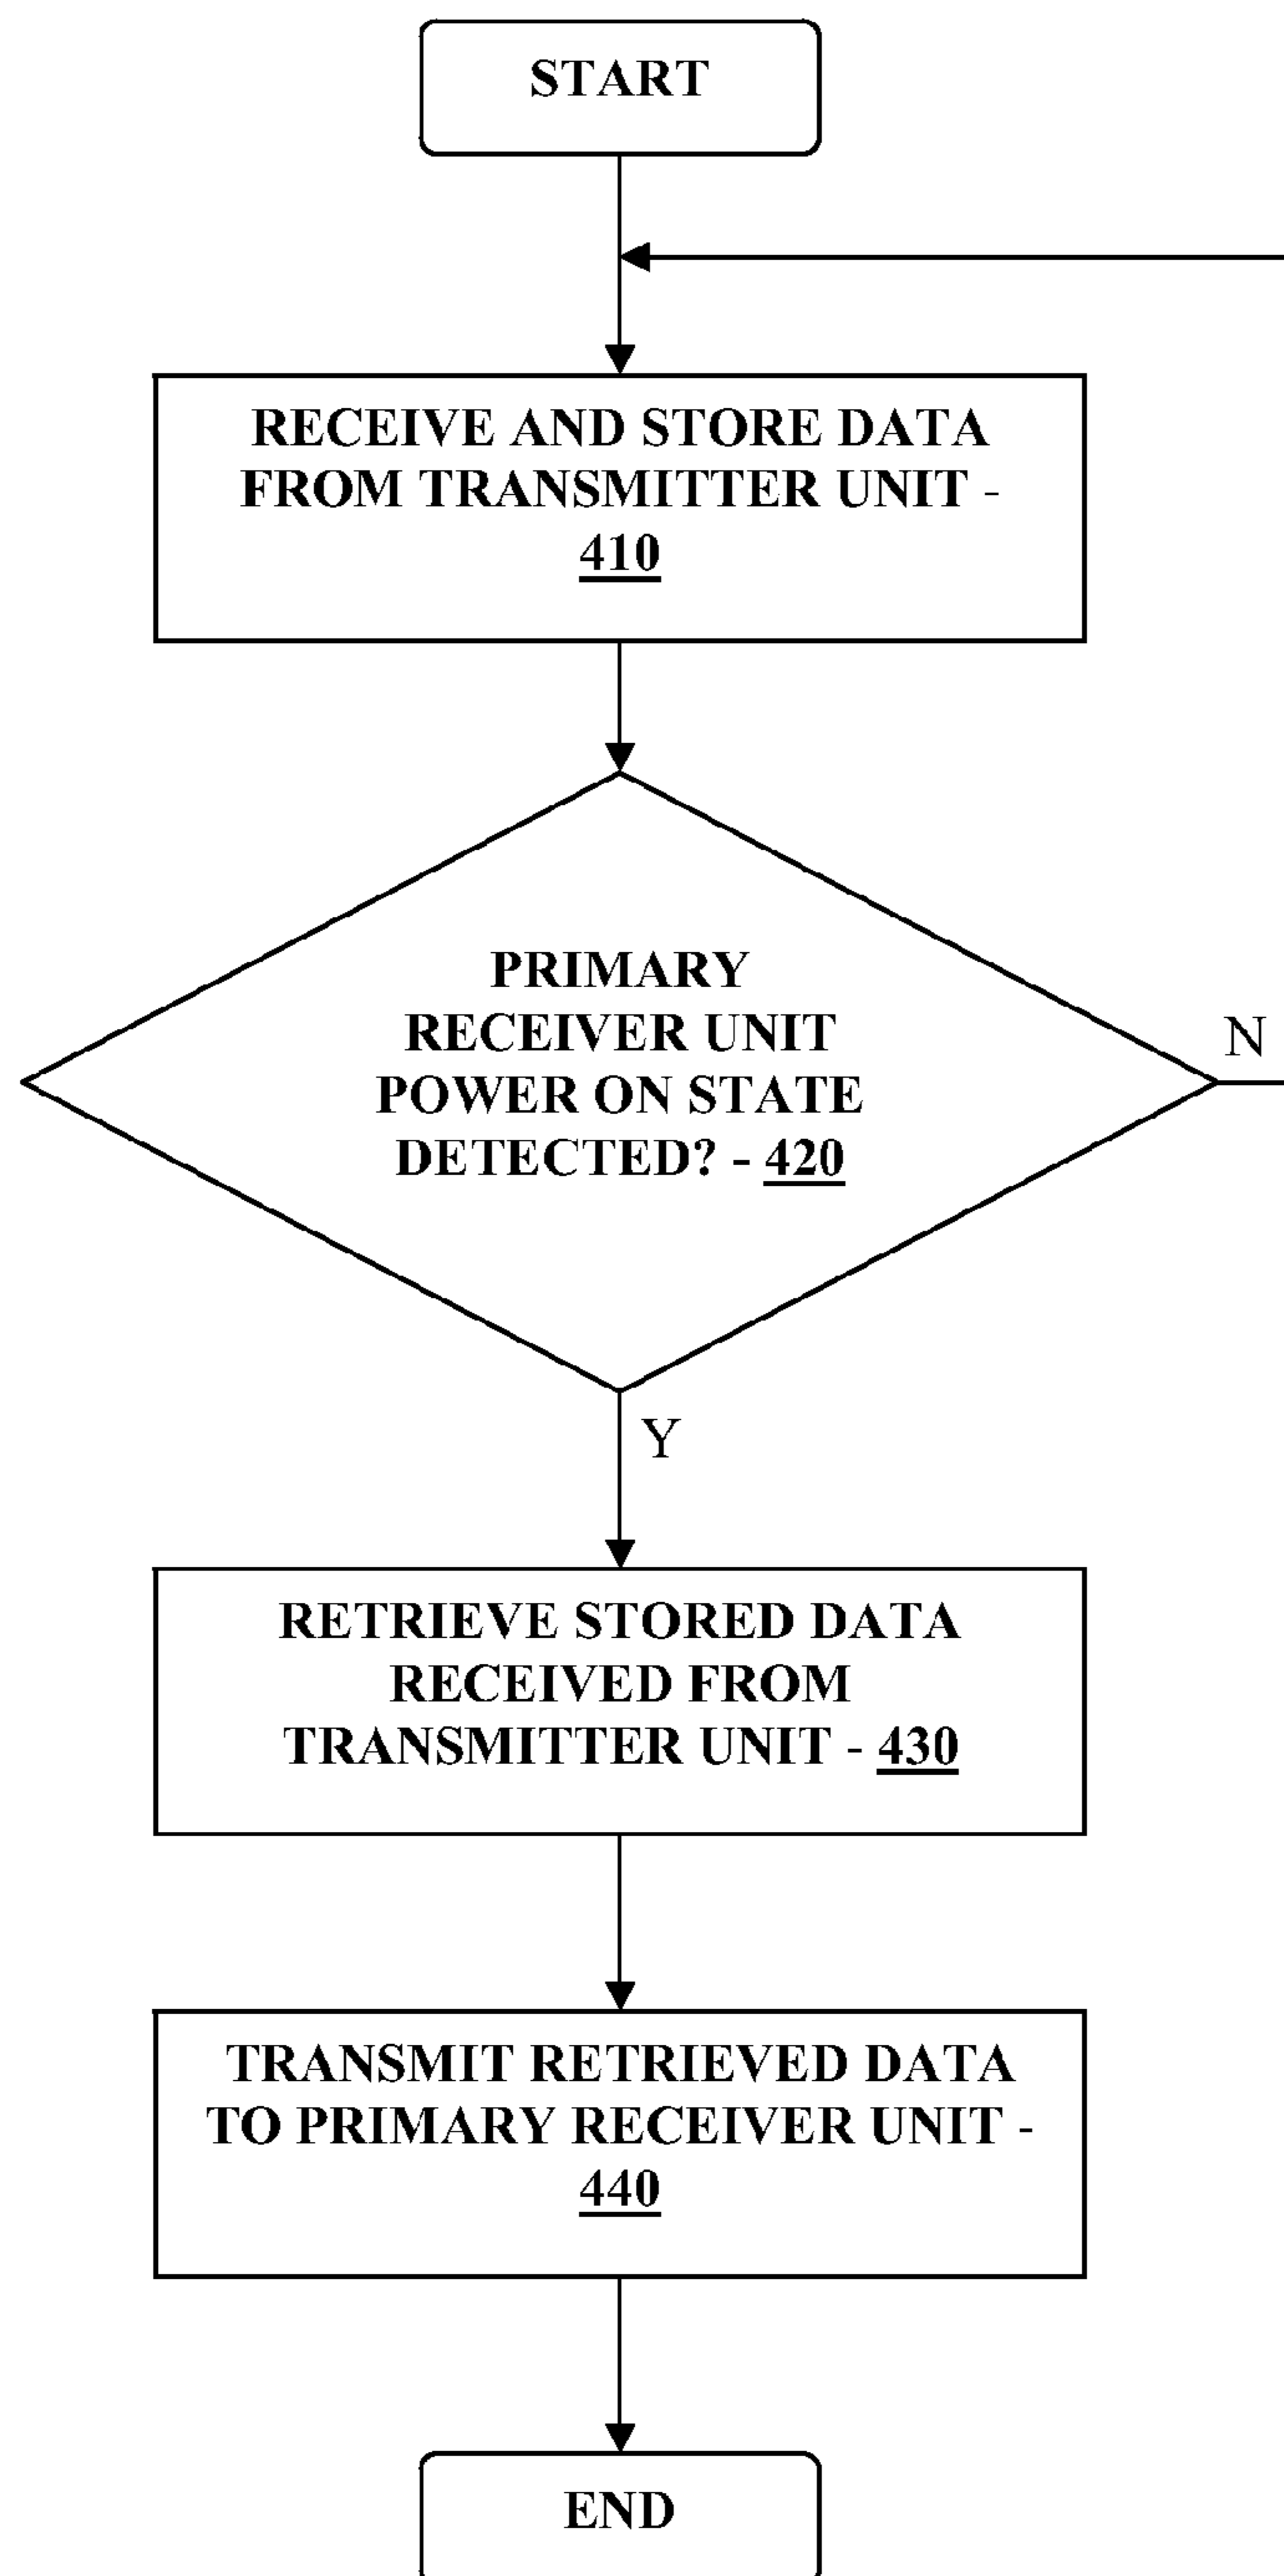 START
RECEIVE AND STORE DATA
FROM TRANSMITTER UNIT -
410
PRIMARY
RECEIVER UNIT
POWER ON STATE
DETECTED? - 420
N
Y
RETRIEVE STORED DATA
RECEIVED FROM
TRANSMITTER UNIT - 430
TRANSMIT RETRIEVED DATA
TO PRIMARY RECEIVER UNIT -
440
END